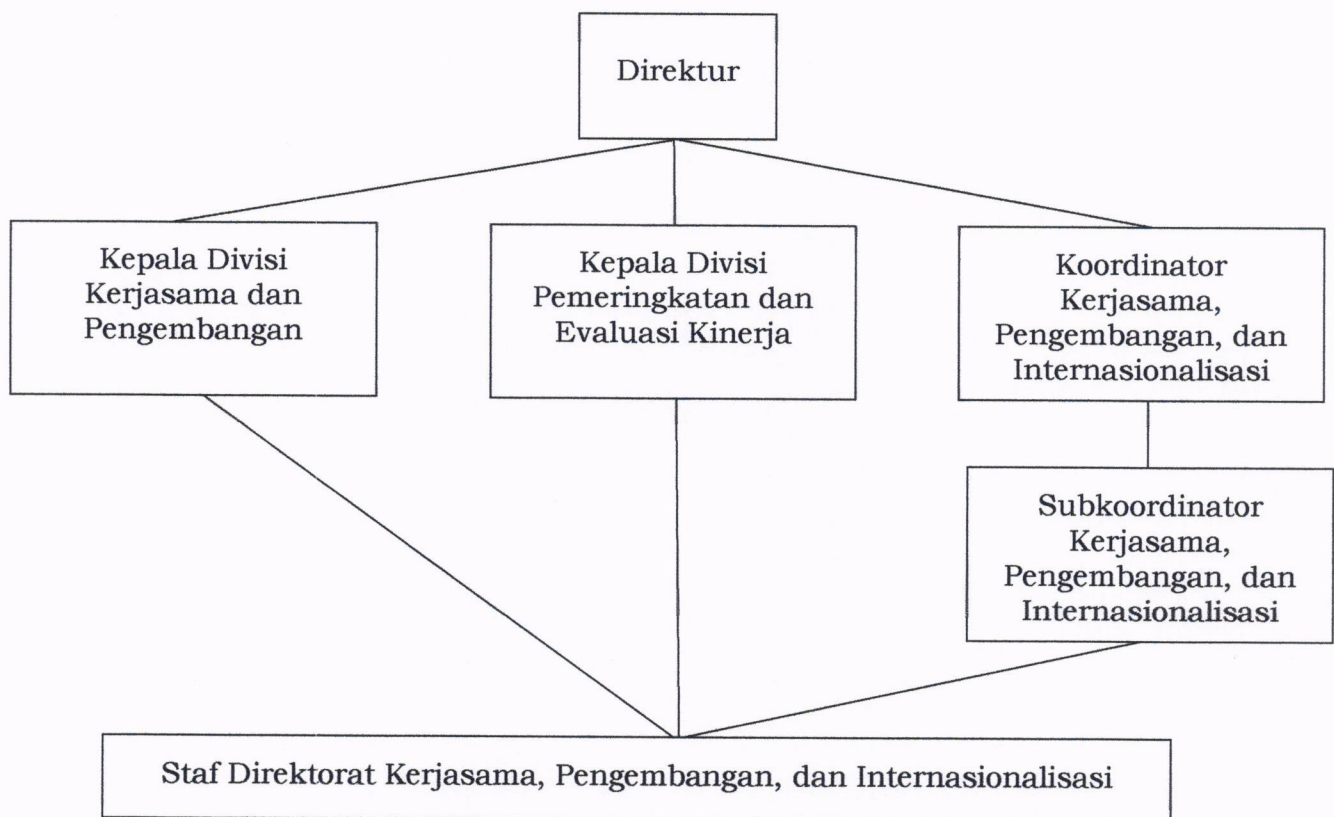 Direktur
Kepala Divisi
Kerjasama dan
Pengembangan
Kepala Divisi
Pemeringkatan dan
Evaluasi Kinerja
Koordinator
Kerjasama,
Pengembangan, dan
Internasionalisasi
Subkoordinator
Kerjasama,
Pengembangan, dan
Internasionalisasi
Staf Direktorat Kerjasama, Pengembangan, dan Internasionalisasi